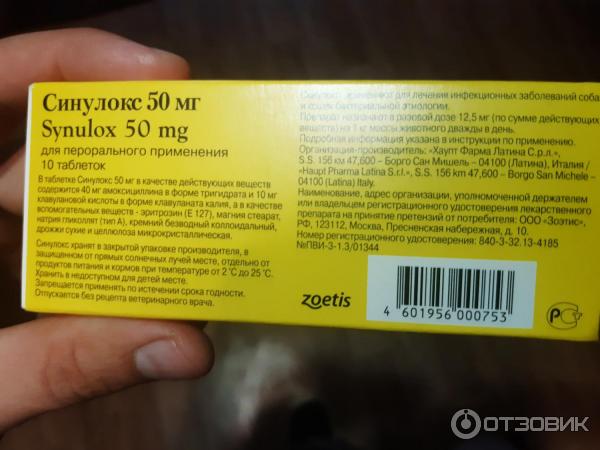 Синулокс 50 мг
Synulox 50 mg
для перорального применения
10 таблеток
В таблетке Синулокс 50 мг в качестве действующих веществ
содержится 40 мг амоксициллина в форме тригидрата и 10 мг
клавулановой кислоты в форме клавуланата калия, а в качестве
вспомогательных веществ - эритрозин (Е 127), магния стеарат,
натрия гликоллят (тип А), кремний безводный коллоидальный,
дрожжи сухие и целлюлоза микрокристаллическая.
Синулокс хранят в закрытой упаковке производителя, в
защищенном от прямых солнечных лучей месте, отдельно от
продуктов питания и кормов при температуре от 2˚С до 25˚С.
Хранить в недоступном для детей месте.
Запрещается применять по истечении срока годности.
Отпускается без рецепта ветеринарного врача.
Синулокс применяют для лечения инфекционных заболеваний соба
и кошек бактериальной этиологии.
Препарат назначают в разовой дозе 12,5 мг (по сумме действующих
веществ) на 1 кг массы животного дважды в день.
Подробная информация указана в инструкции по применению.
Организация-производитель: «Хаупт Фарма Латина С.р.л.»,
S.S. 156 км 47,600 – Борго Сан Мишель – 04100 (Латина), Италия /
«Haupt Pharma Latina S.r.l.», S.S. 156 km 47,600 - Borgo San Michele -
04100 (Latina) Italy.
Наименование, адрес организации, уполномоченной держателем
или владельцем регистрационного удостоверения лекарственного
препарата на принятие претензий от потребителя: ООО «Зоэтис»,
РФ, 123112, Москва, Пресненская набережная, д. 10.
Номер регистрационного удостоверения: 840-3-32.13-4185
№ПВИ-3-1.3/01344
zoetis
4 601956 000753
ОТЗОВИК